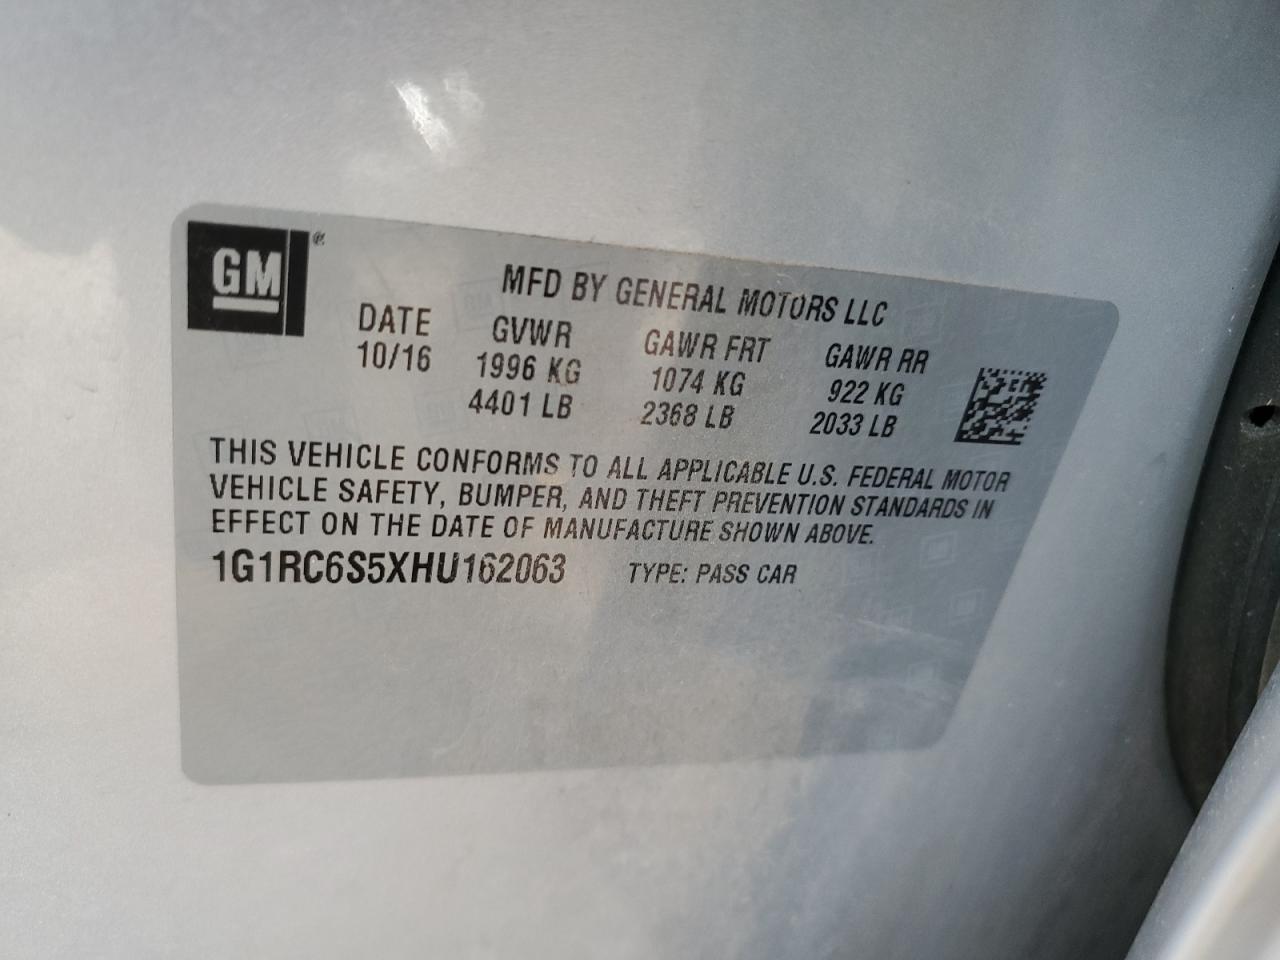 GM®
MFD BY GENERAL MOTORS LLC
DATE GVWR GAWR FRT GAWR RR
10/16 1996 KG 1074 KG 922 KG
4401 LB 2368 LB 2033 LB
THIS VEHICLE CONFORMS TO ALL APPLICABLE U.S. FEDERAL MOTOR
VEHICLE SAFETY, BUMPER, AND THEFT PREVENTION STANDARDS IN
EFFECT ON THE DATE OF MANUFACTURE SHOWN ABOVE.
1G1RC6S5XHU162063 TYPE: PASS CAR